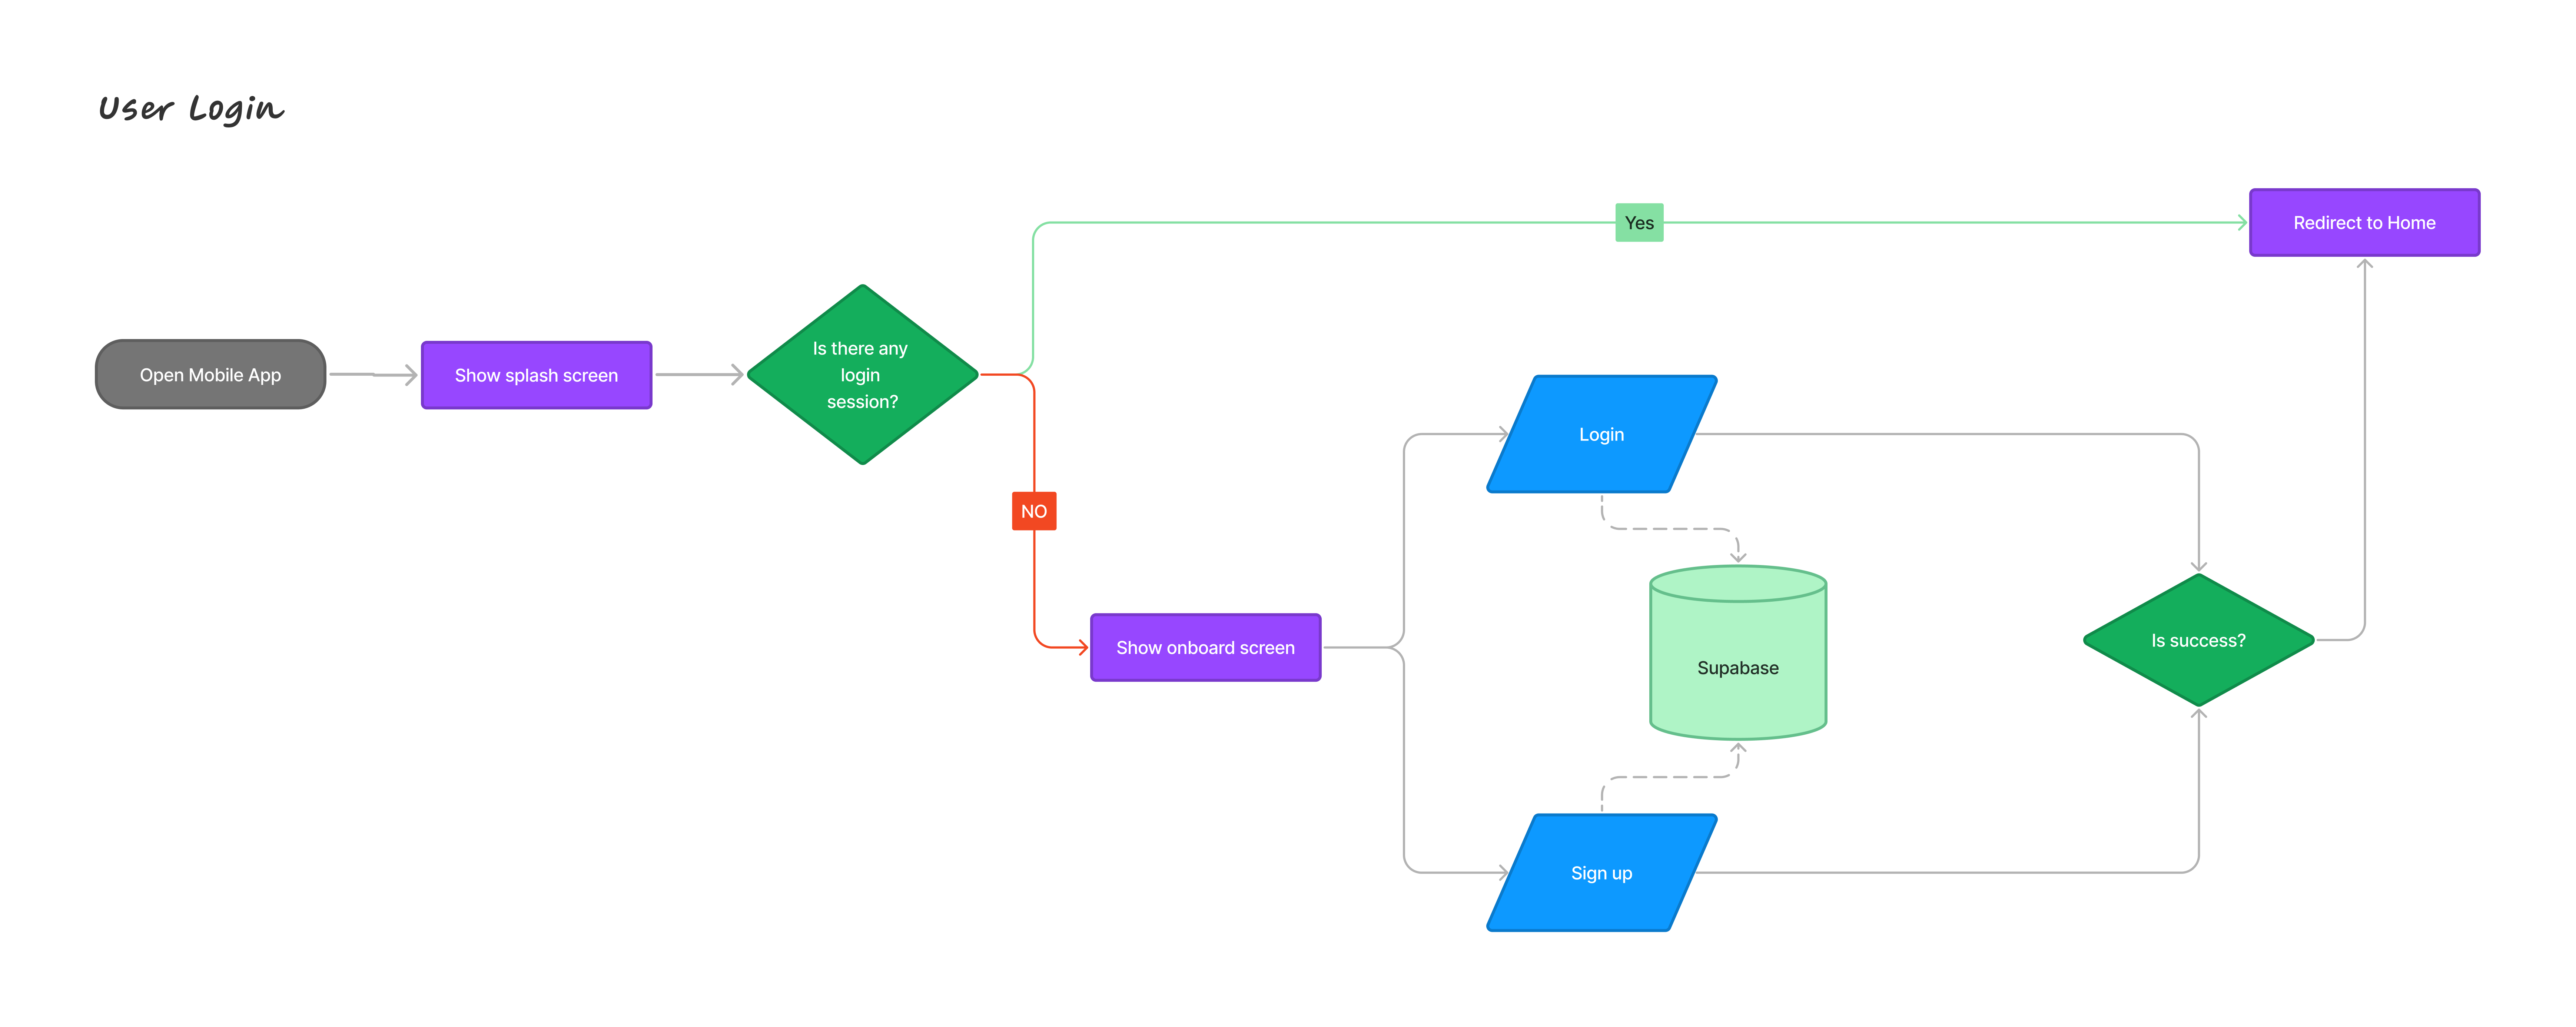 User Login
Yes
Redirect to Home
Open Mobile App
Show splash screen
Is there any
login
session?
Login
NO
Show onboard screen
Supabase
Is success?
Sign up